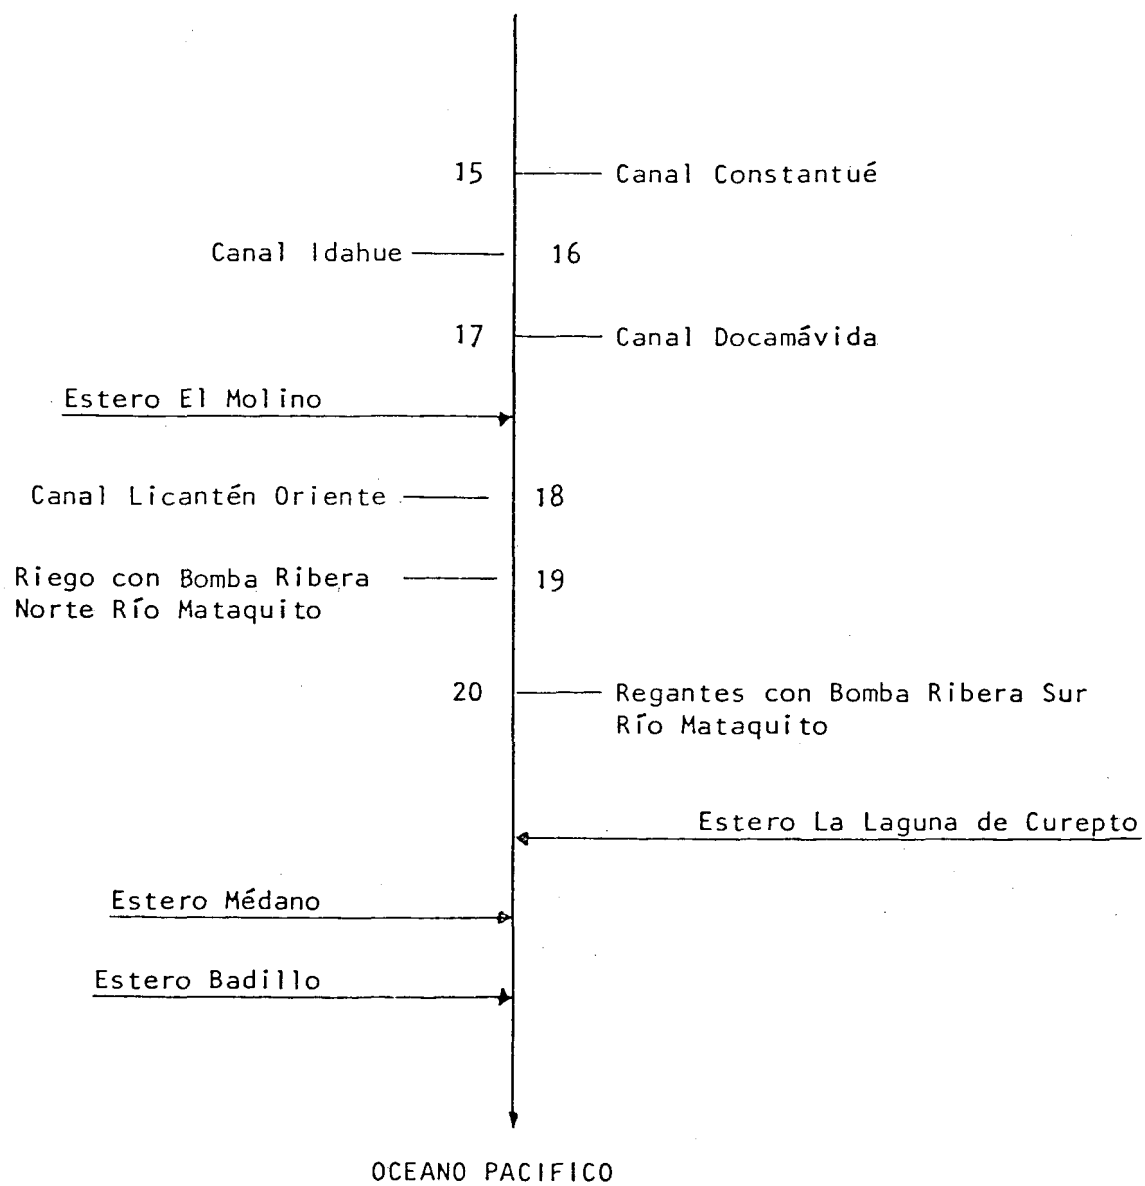 15 Canal Constantué
Canal Idahue 16
17 Canal Docamávida
Estero El Molino
Canal Licantén Oriente 18
Riego con Bomba Ribera 19
Norte Río Mataquito
20 Regantes con Bomba Ribera Sur
Río Mataquito
Estero La Laguna de Curepto
Estero Médano
Estero Badillo
OCEANO PACIFICO